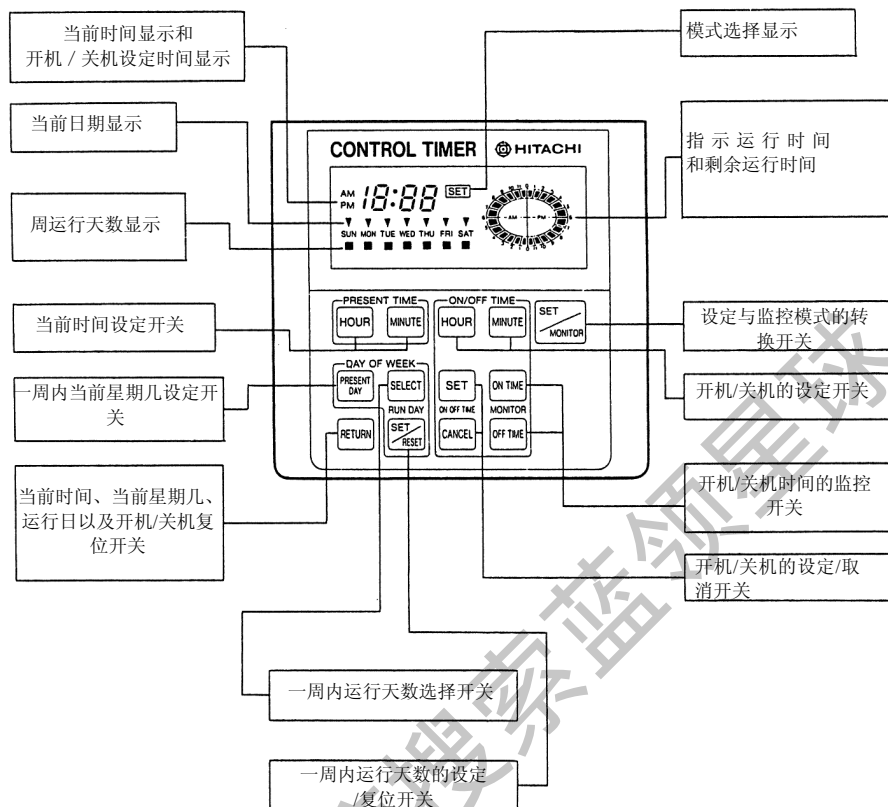 当前时间显示和
开机 / 关机设定时间显示
模式选择显示
当前日期显示
指示运行时间
和剩余运行时间
周运行天数显示
CONTROL TIMER HITACHI
AM
PM
18:88
SET
AM PM
SUN MON TUE WED THU FRI SAT
当前时间设定开关
PRESENT TIME
ON/OFF TIME
HOUR
MINUTE
HOUR
MINUTE
SET
MONITOR
设定与监控模式的转
换开关
一周内当前星期几设定开
关
DAY OF WEEK
PRESENT
DAY
SELECT
SET
ON TIME
开机/关机的设定开关
RUN DAY
ON OFF TIME
MONITOR
RETURN
SET
RESET
CANCEL
OFF TIME
当前时间、当前星期几、
运行日以及开机/关机复
位开关
开机/关机时间的监控
开关
开机/关机的设定/取
消开关
一周内运行天数选择开关
一周内运行天数的设定
/复位开关
搜索蓝领星球